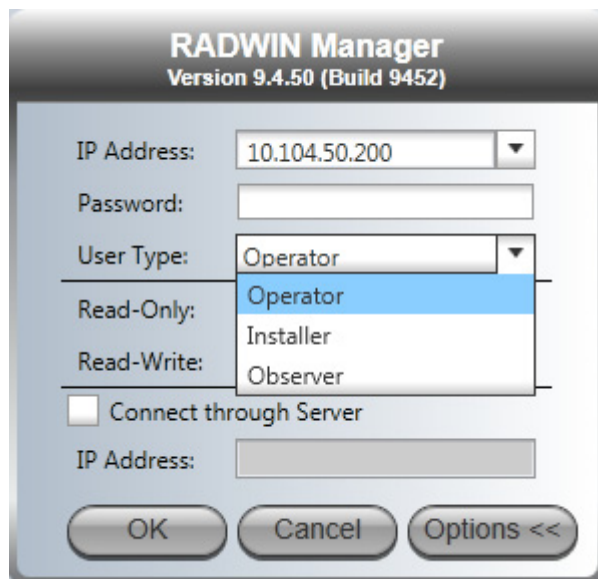 RADWIN Manager
Version 9.4.50 (Build 9452)
IP Address: 10.104.50.200
Password:
User Type: Operator
Operator
Read-Only:
Installer
Read-Write:
Observer
Connect through Server
IP Address:
OK Cancel Options <<